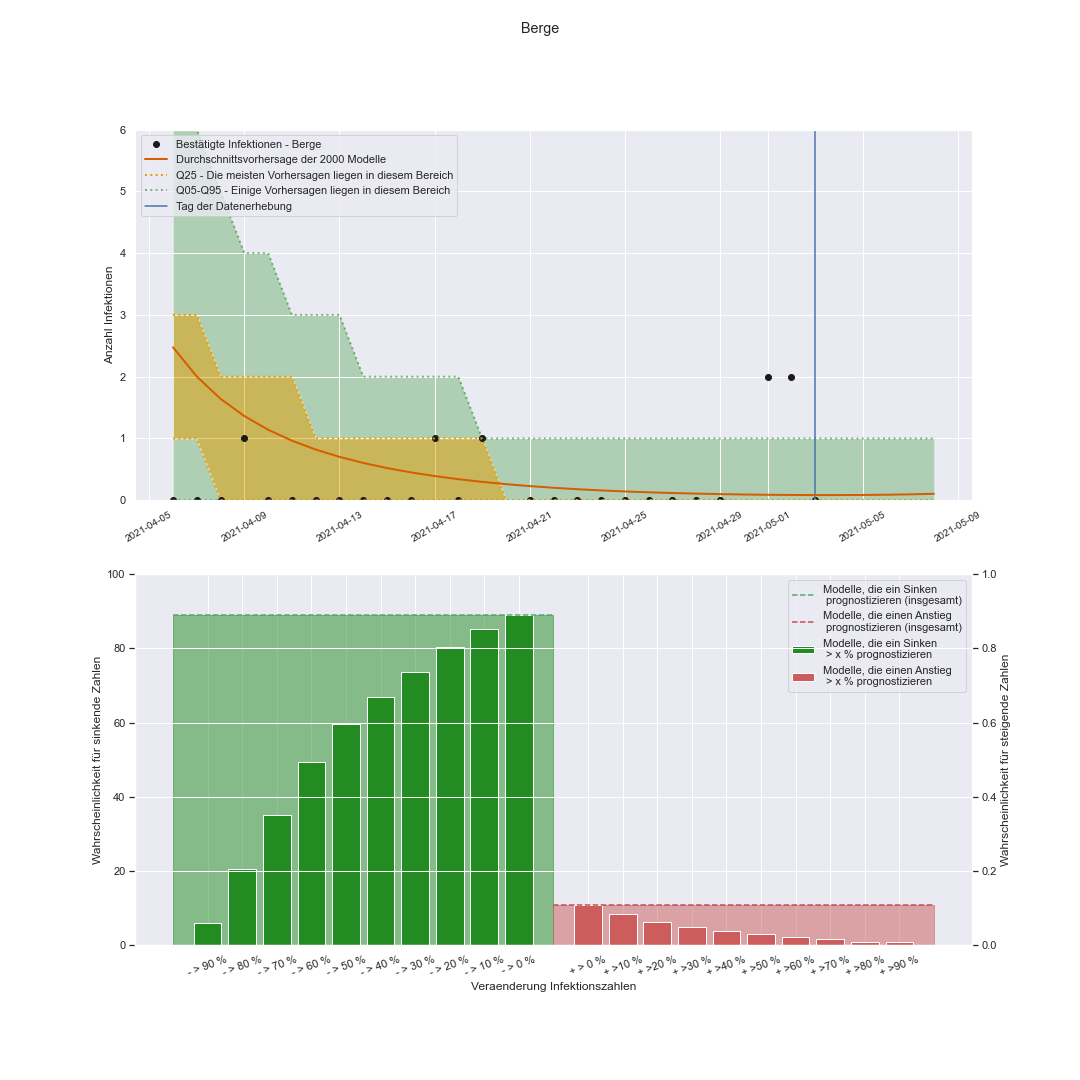 Berge
6
5
4
3
2
1
0
Anzahl Infektionen
Bestätigte Infektionen - Berge
Durchschnittsvorhersage der 2000 Modelle
Q25 - Die meisten Vorhersagen liegen in diesem Bereich
Q05-Q95 - Einige Vorhersagen liegen in diesem Bereich
Tag der Datenerhebung
2021-04-05
2021-04-09
2021-04-13
2021-04-17
2021-04-21
2021-04-25
2021-04-29
2021-05-01
2021-05-05
2021-05-09
100
80
60
40
20
0
Wahrscheinlichkeit für sinkende Zahlen
Modelle, die ein Sinken
prognostizieren (insgesamt)
Modelle, die einen Anstieg
prognostizieren (insgesamt)
Modelle, die ein Sinken
> x % prognostizieren
Modelle, die einen Anstieg
> x % prognostizieren
1.0
0.8
0.6
0.4
0.2
0.0
Wahrscheinlichkeit für steigende Zahlen
- > 90 %
- > 80 %
- > 70 %
- > 60 %
- > 50 %
- > 40 %
- > 30 %
- > 20 %
- > 10 %
- > 0 %
+ > 0 %
+ >10 %
+ >20 %
+ >30 %
+ >40 %
+ >50 %
+ >60 %
+ >70 %
+ >80 %
+ >90 %
Veraenderung Infektionszahlen